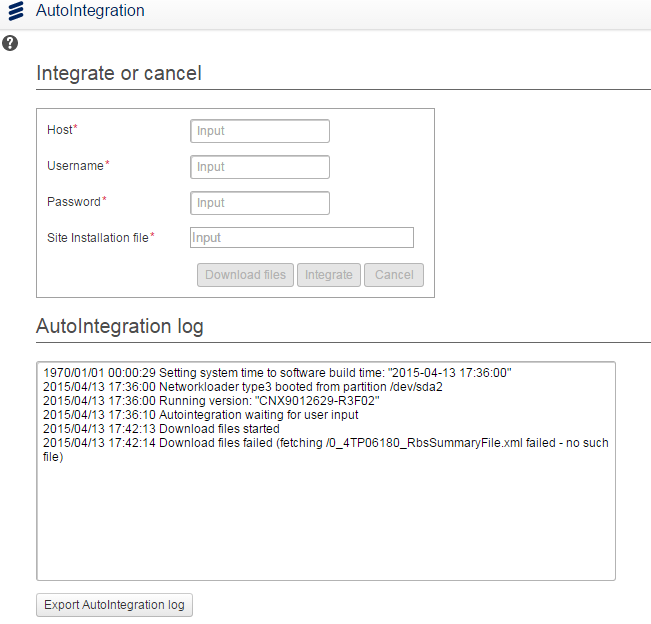 AutoIntegration
?
Integrate or cancel
Host* Input
Username* Input
Password* Input
Site Installation file* Input
Download files Integrate Cancel
AutoIntegration log
1970/01/01 00:00:29 Setting system time to software build time: "2015-04-13 17:36:00"
2015/04/13 17:36:00 Networkloader type3 booted from partition /dev/sda2
2015/04/13 17:36:00 Running version: "CNX9012629-R3F02"
2015/04/13 17:36:10 Autointegration waiting for user input
2015/04/13 17:42:13 Download files started
2015/04/13 17:42:14 Download files failed (fetching /0_4TP06180_RbsSummaryFile.xml failed - no such
file)
Export AutoIntegration log